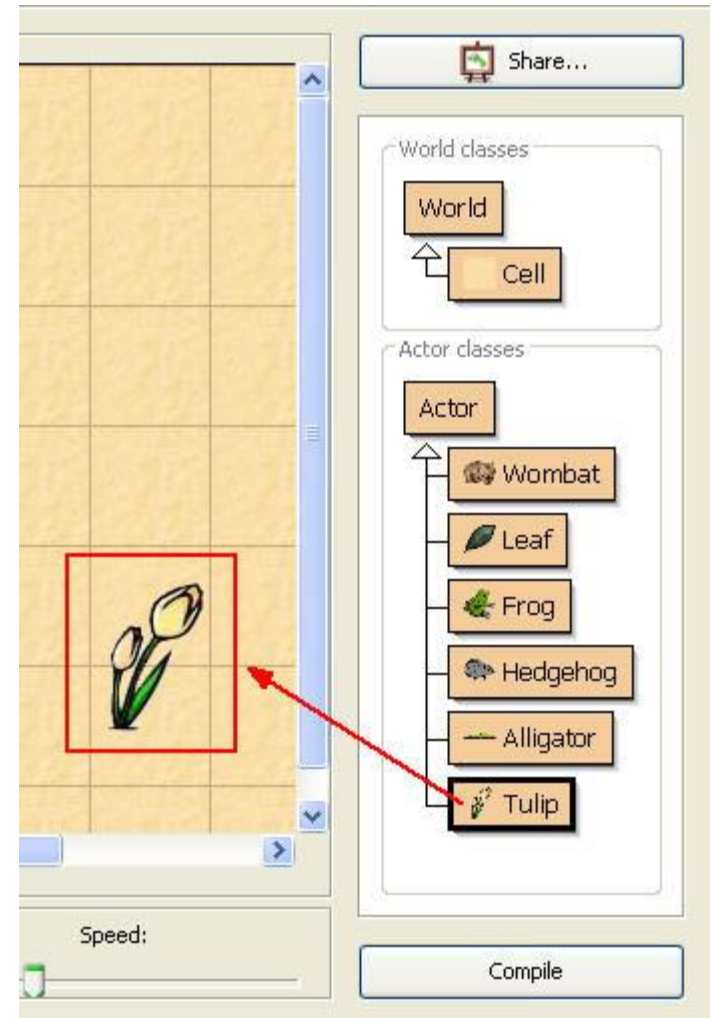 Share...
World classes
World
Cell
Actor classes
Actor
Wombat
Leaf
Frog
Hedgehog
Alligator
Tulip
Speed:
Compile